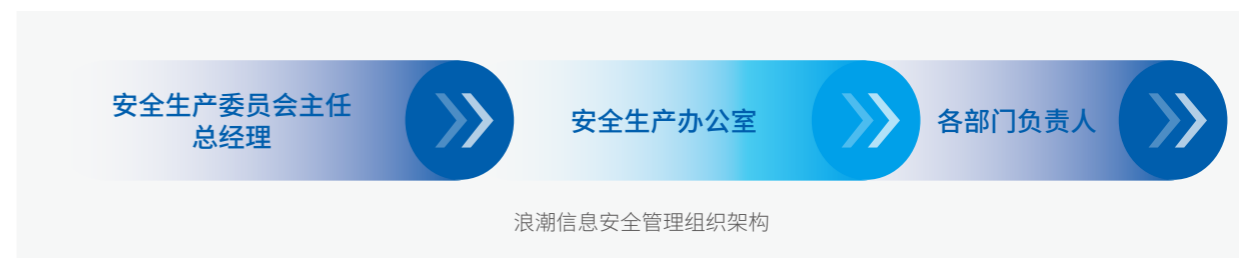 安全生产委员会主任
总经理
安全生产办公室
各部门负责人
浪潮信息安全管理组织架构